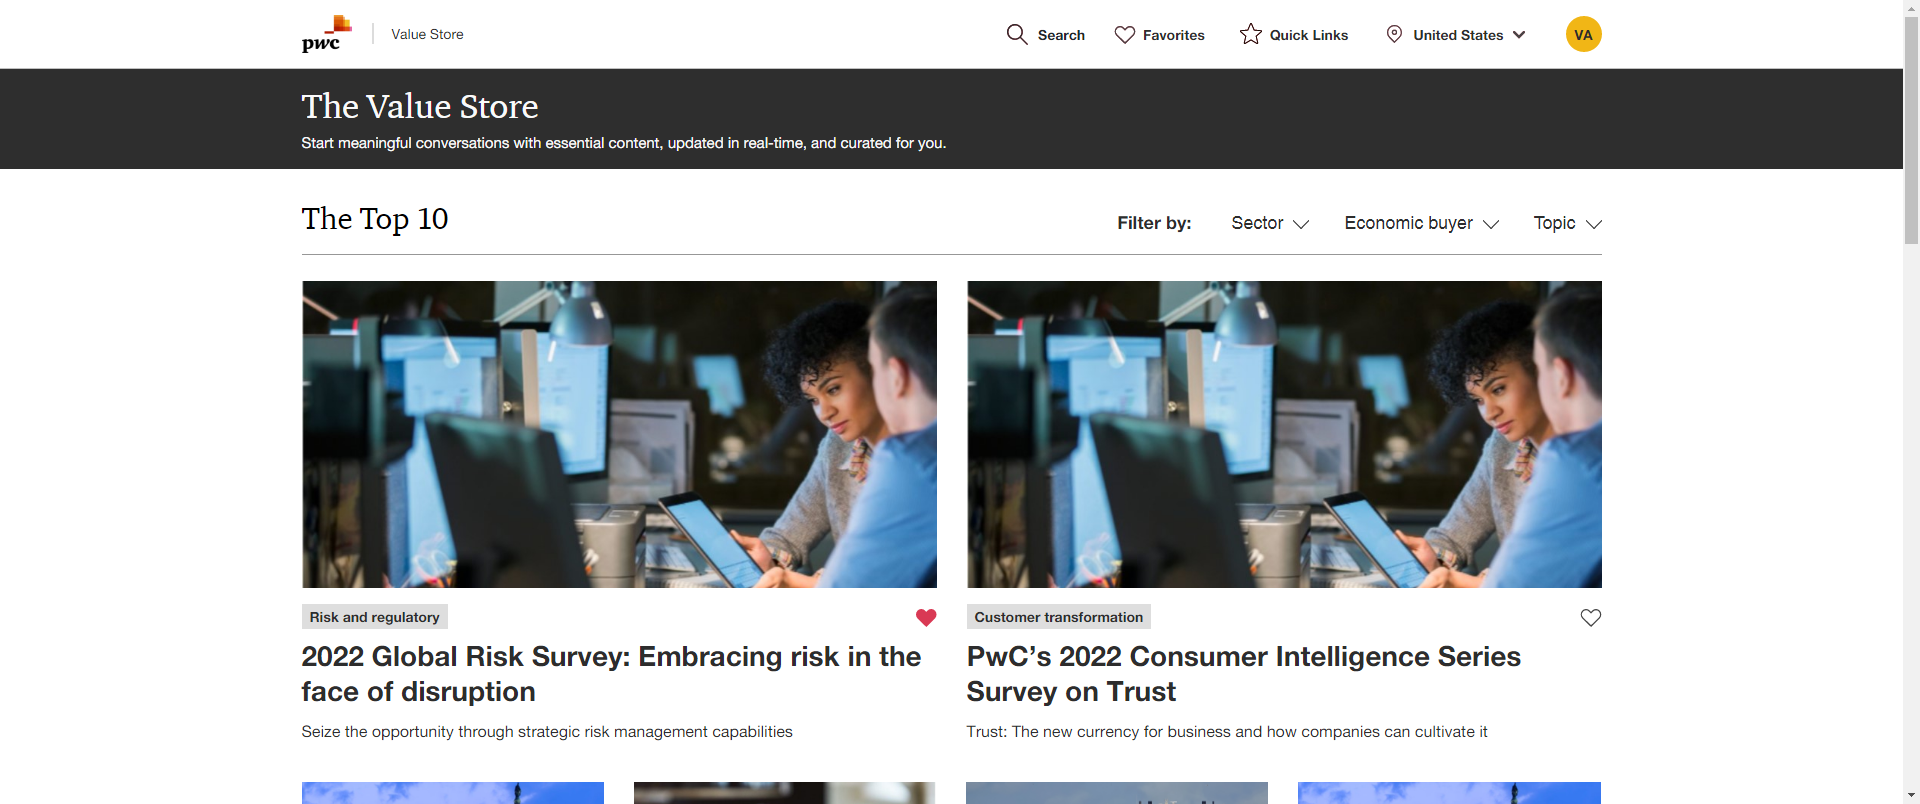 pwc
Value Store
Search
Favorites
Quick Links
United States
VA
The Value Store
Start meaningful conversations with essential content, updated in real-time, and curated for you.
The Top 10
Filter by:
Sector
Economic buyer
Topic
Risk and regulatory
2022 Global Risk Survey: Embracing risk in the
face of disruption
Seize the opportunity through strategic risk management capabilities
Customer transformation
PwC’s 2022 Consumer Intelligence Series
Survey on Trust
Trust: The new currency for business and how companies can cultivate it